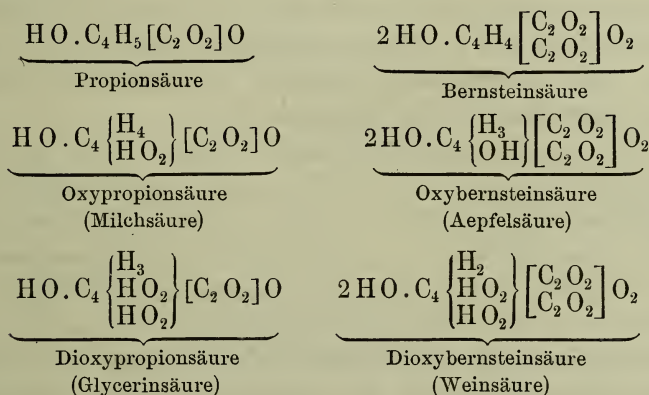 HO.C₄H₅[C₂O₂]O
Propionsäure
2HO.C₄H₄[C₂O₂ C₂O₂]O₂
Bernsteinsäure
HO.C₄{H₄ HO₂}[C₂O₂]O
Oxypropionsäure
(Milchsäure)
2HO.C₄{H₃ OH}[C₂O₂ C₂O₂]O₂
Oxybernsteinsäure
(Aepfelsäure)
HO.C₄{H₃ HO₂ HO₂}[C₂O₂]O
Dioxypropionsäure
(Glycerinsäure)
2HO.C₄{H₂ HO₂ HO₂}[C₂O₂ C₂O₂]O₂
Dioxybernsteinsäure
(Weinsäure)